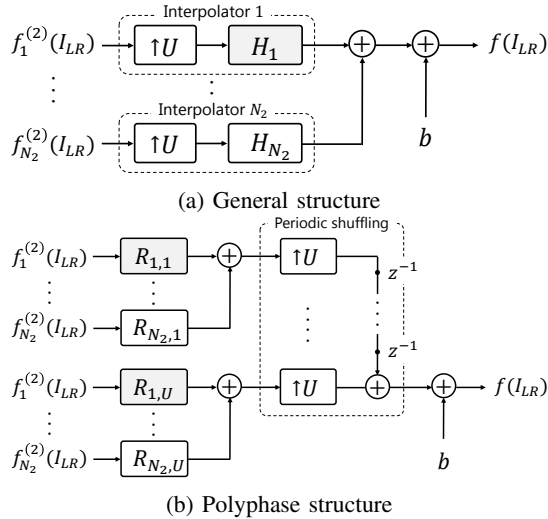 Interpolator 1
f_1^{(2)}(I_{LR}) ↑U H_1 + + f(I_{LR})
⋮ ⋮
Interpolator N_2
f_{N_2}^{(2)}(I_{LR}) ↑U H_{N_2} b
(a) General structure
Periodic shuffling
f_1^{(2)}(I_{LR}) R_{1,1} + ↑U z^{-1}
⋮ ⋮ ⋮ ⋮
f_{N_2}^{(2)}(I_{LR}) R_{N_2,1} z^{-1}
f_1^{(2)}(I_{LR}) R_{1,U} + ↑U + + f(I_{LR})
⋮ ⋮
f_{N_2}^{(2)}(I_{LR}) R_{N_2,U} b
(b) Polyphase structure